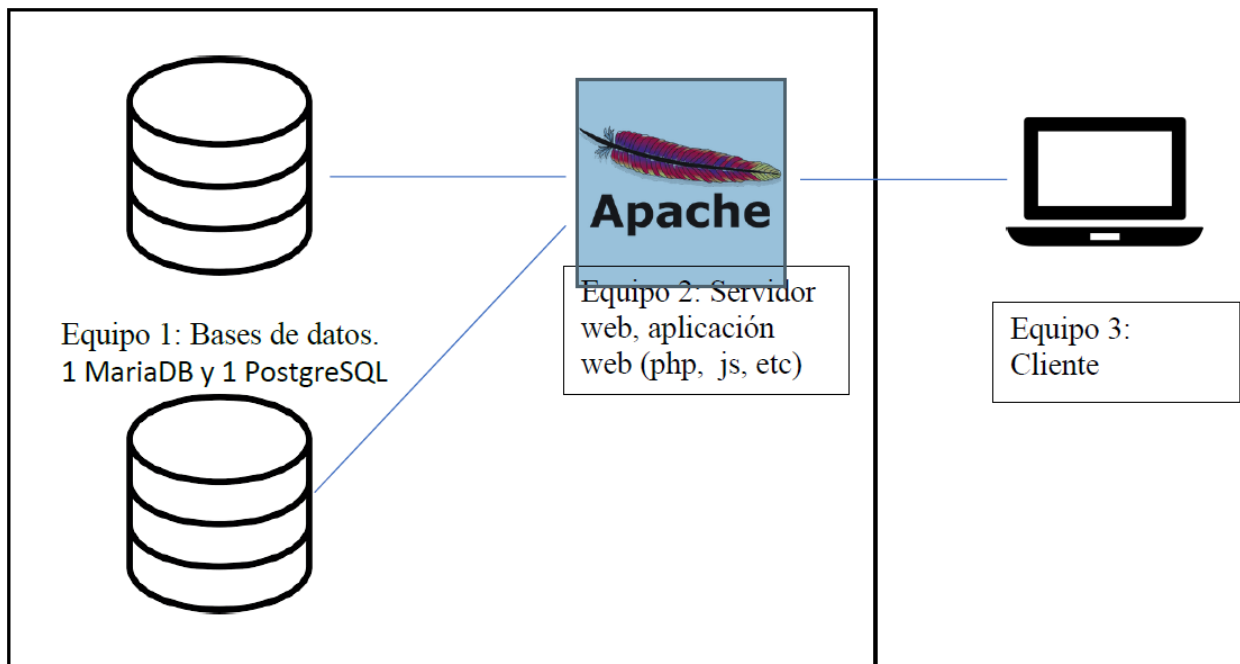 Apache
Equipo 1: Bases de datos.
1 MariaDB y 1 PostgreSQL
Equipo 2: Servidor
web, aplicación
web (php, js, etc)
Equipo 3:
Cliente